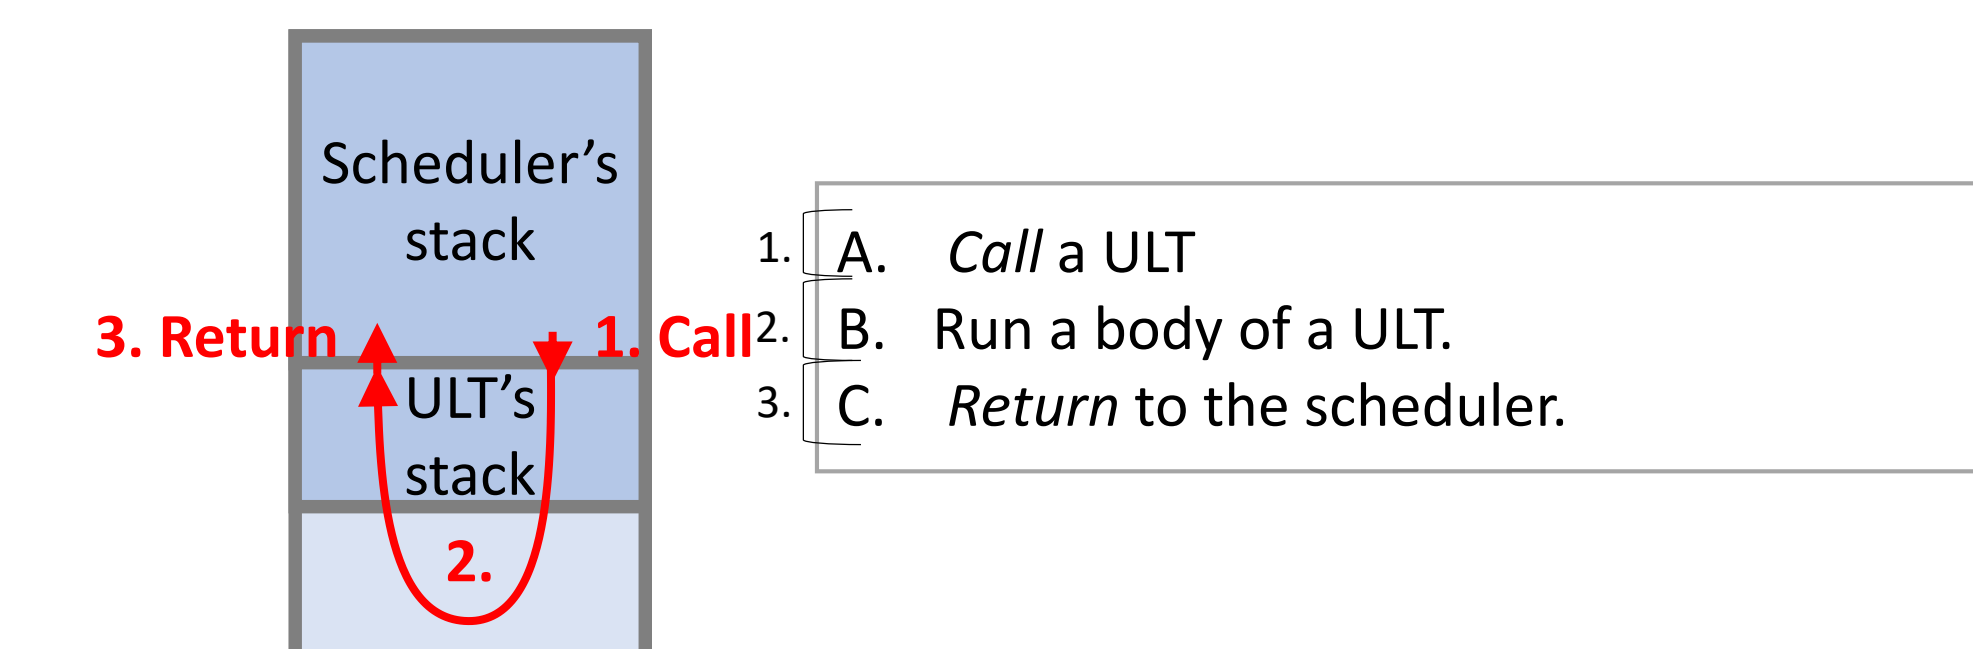 Scheduler’s
stack
3. Return
1. Call
ULT’s
stack
2.
1. A. Call a ULT
2. B. Run a body of a ULT.
3. C. Return to the scheduler.